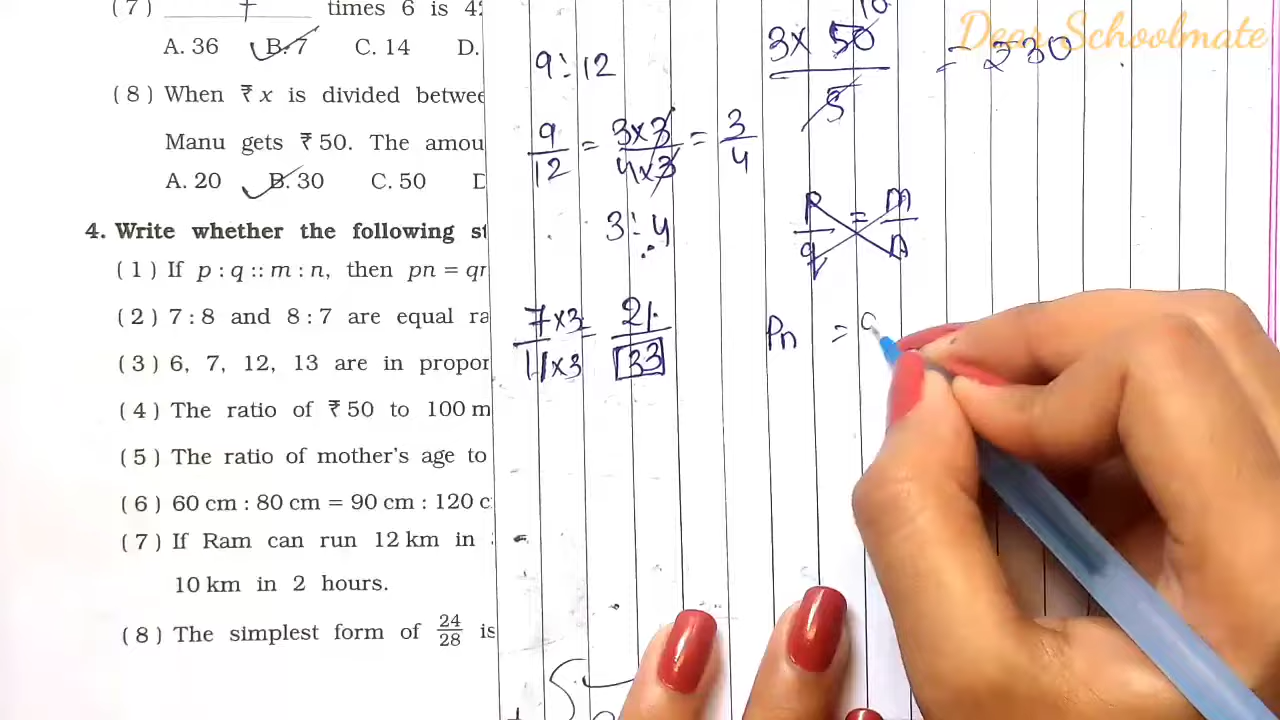 (7) ____ 7 ____ times 6 is 42
A. 36 B. 7 C. 14 D.
(8) When ₹ x is divided betwee
Manu gets ₹ 50. The amou
A. 20 B. 30 C. 50 D
4. Write whether the following st
(1) If p : q :: m : n, then pn = q
(2) 7 : 8 and 8 : 7 are equal ra
(3) 6, 7, 12, 13 are in propor
(4) The ratio of ₹ 50 to 100 m
(5) The ratio of mother's age to
(6) 60 cm : 80 cm = 90 cm : 120 c
(7) If Ram can run 12 km in
10 km in 2 hours.
(8) The simplest form of 24/28 is
9 : 12
9/12 = 3×3/4×3 = 3/4
3 : 4
7×3/11×3 = 21/33
10
3 × 50/5 = ₹30
p/q = m/n
Pn = q
Dear Schoolmate